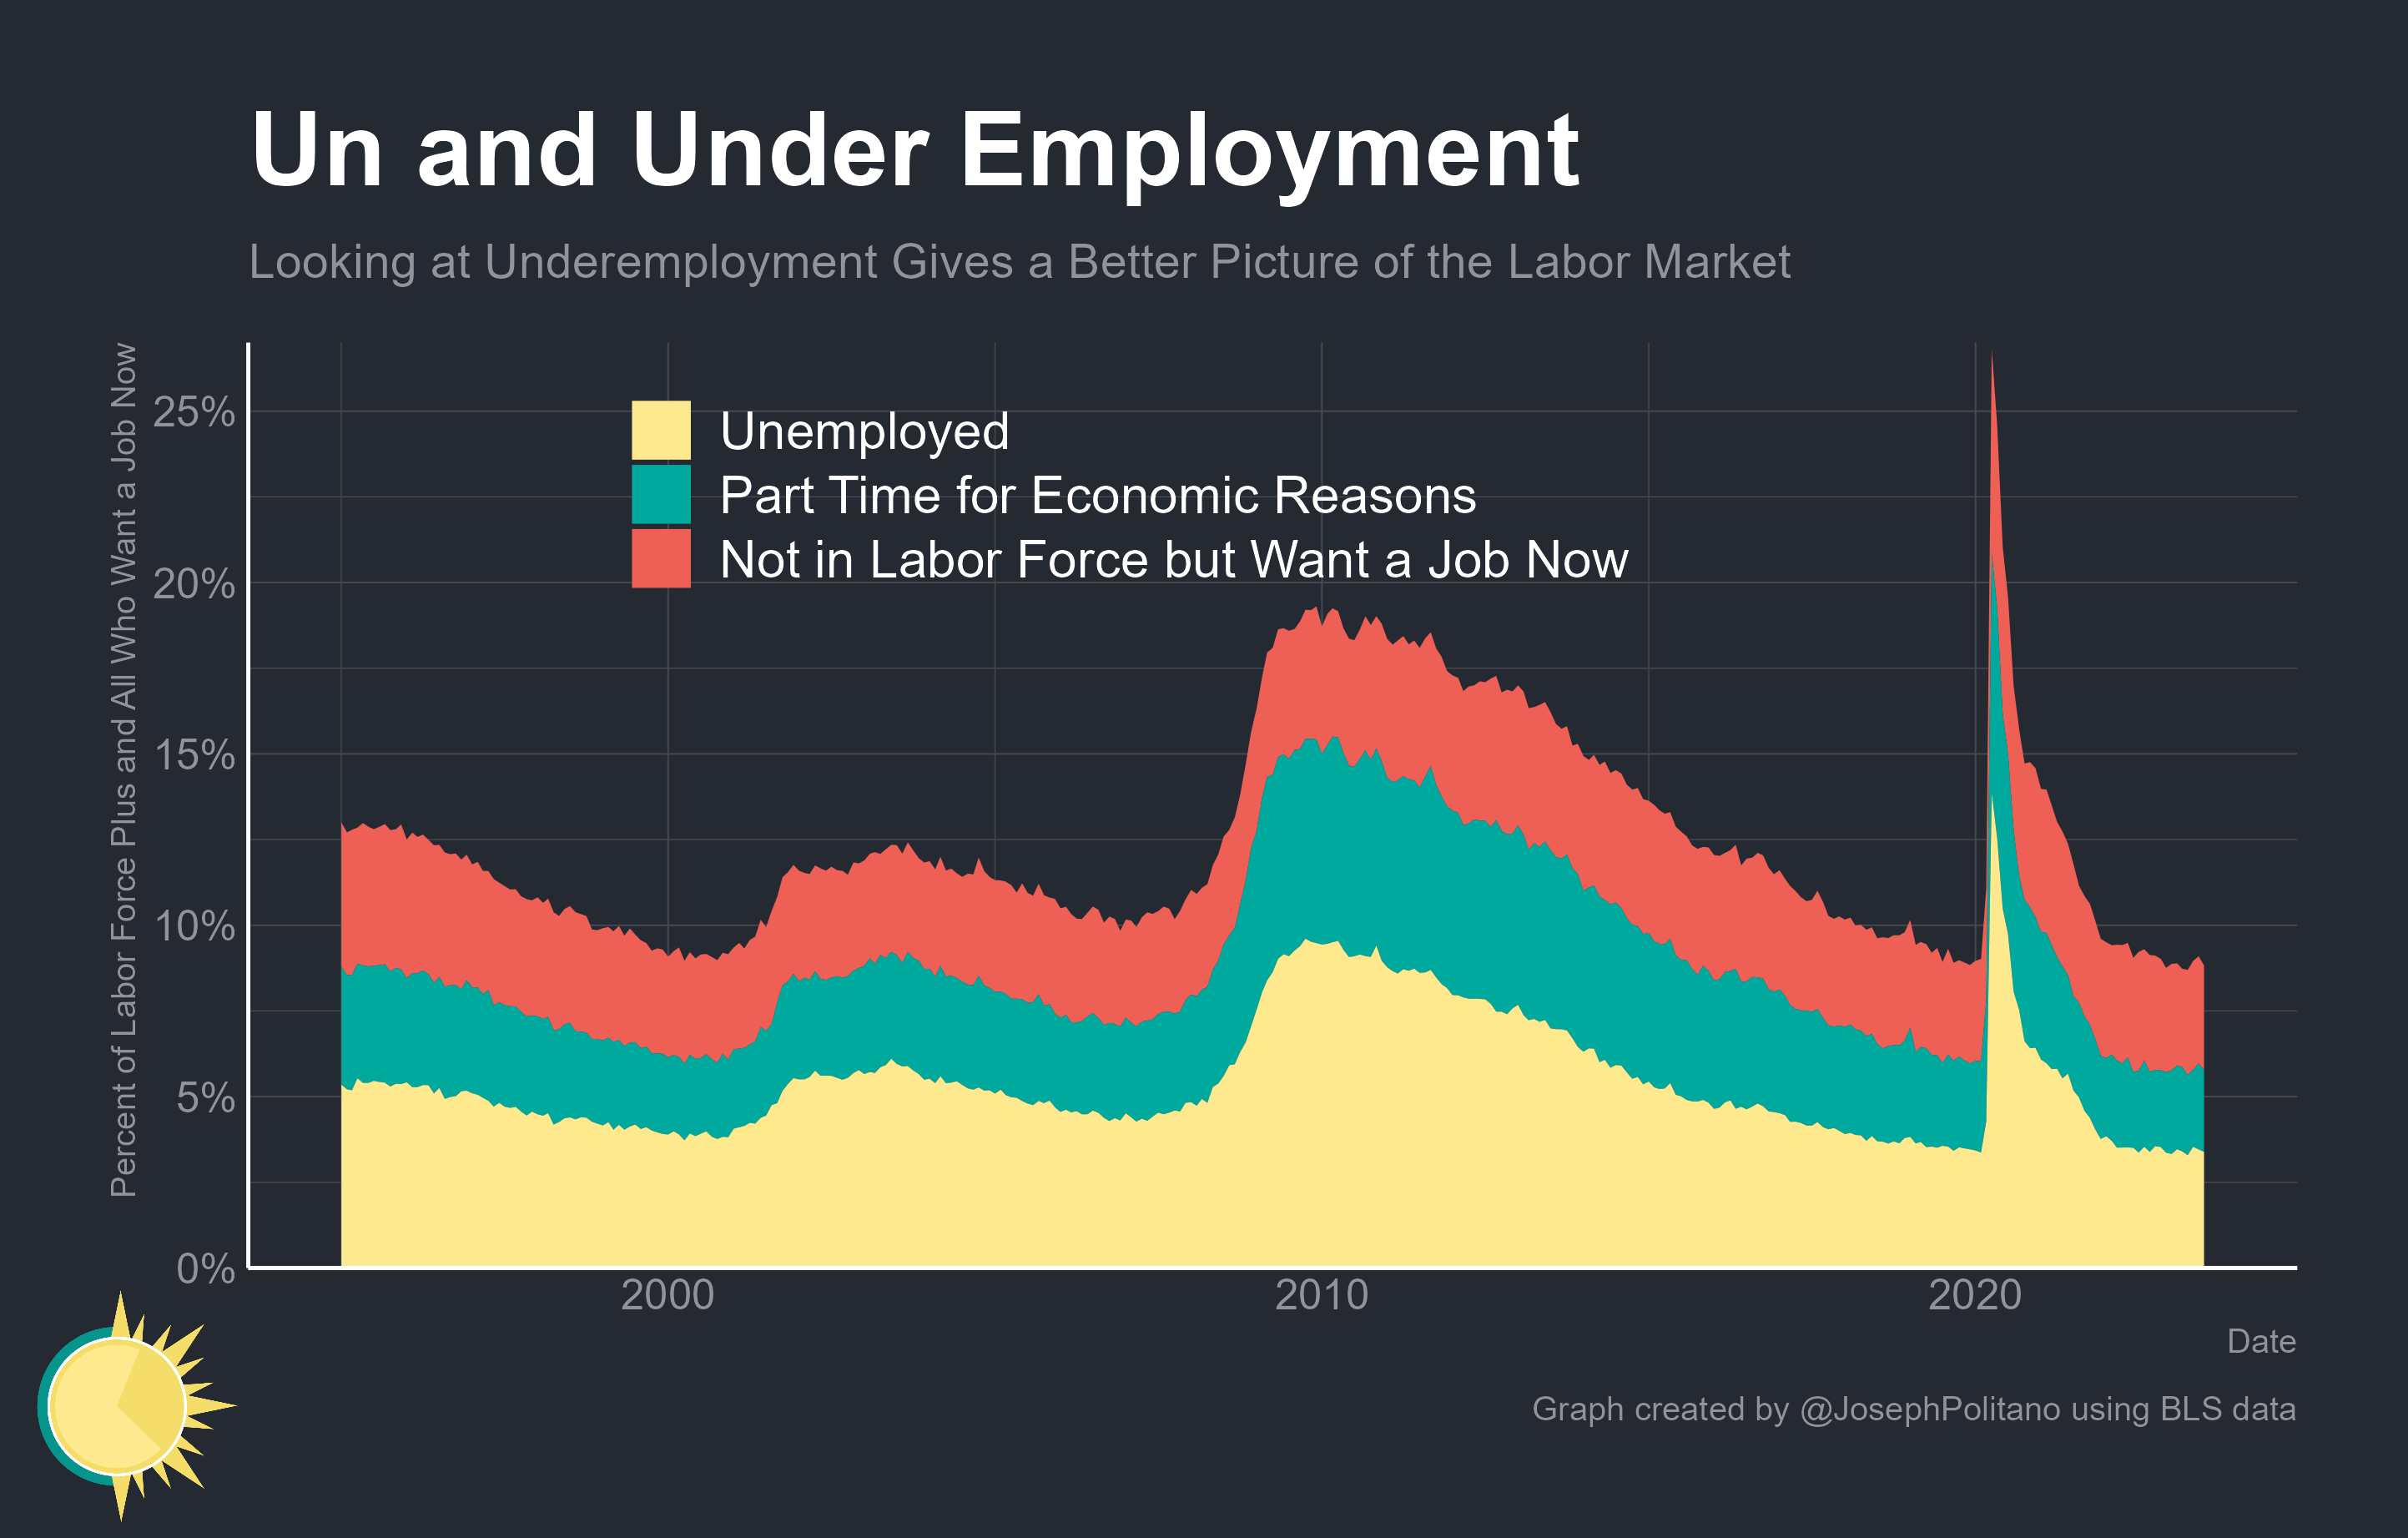 Un and Under Employment
Looking at Underemployment Gives a Better Picture of the Labor Market
Percent of Labor Force Plus and All Who Want a Job Now
25%
20%
15%
10%
5%
0%
Unemployed
Part Time for Economic Reasons
Not in Labor Force but Want a Job Now
2000
2010
2020
Date
Graph created by @JosephPolitano using BLS data